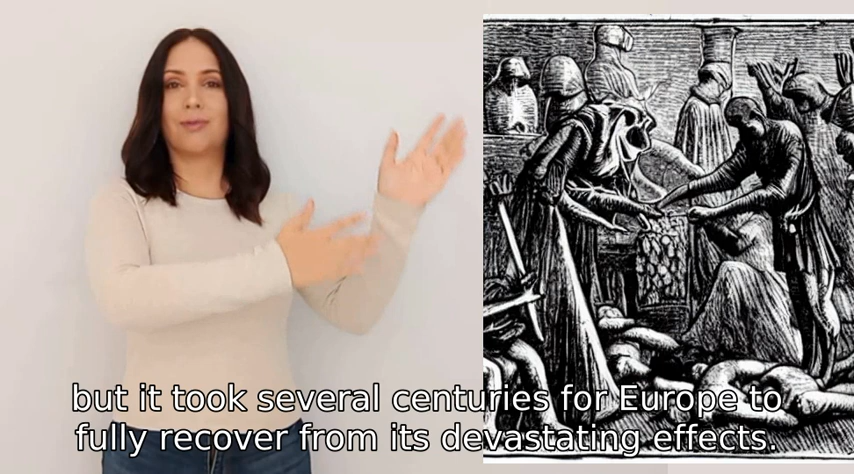 but it took several centuries for Europe to
fully recover from its devastating effects.